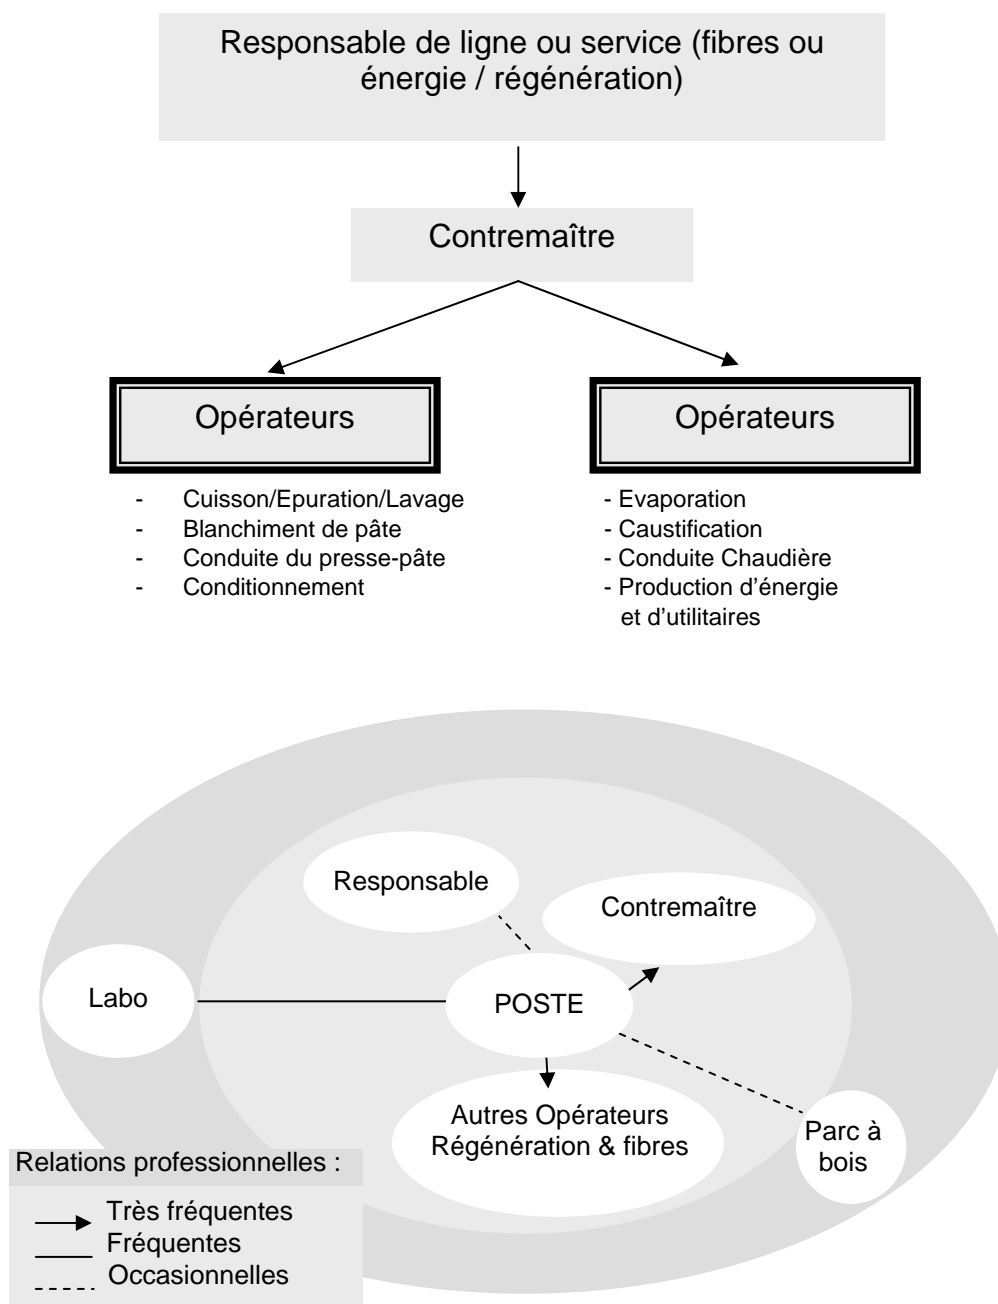 Responsable de ligne ou service (fibres ou
énergie / régénération)
Contremaître
Opérateurs
- Cuisson/Epuration/Lavage
- Blanchiment de pâte
- Conduite du presse-pâte
- Conditionnement
Opérateurs
- Evaporation
- Caustification
- Conduite Chaudière
- Production d’énergie
et d’utilitaires
Responsable
Contremaître
Labo
POSTE
Autres Opérateurs
Régénération & fibres
Parc à
bois
Relations professionnelles :
Très fréquentes
Fréquentes
Occasionnelles